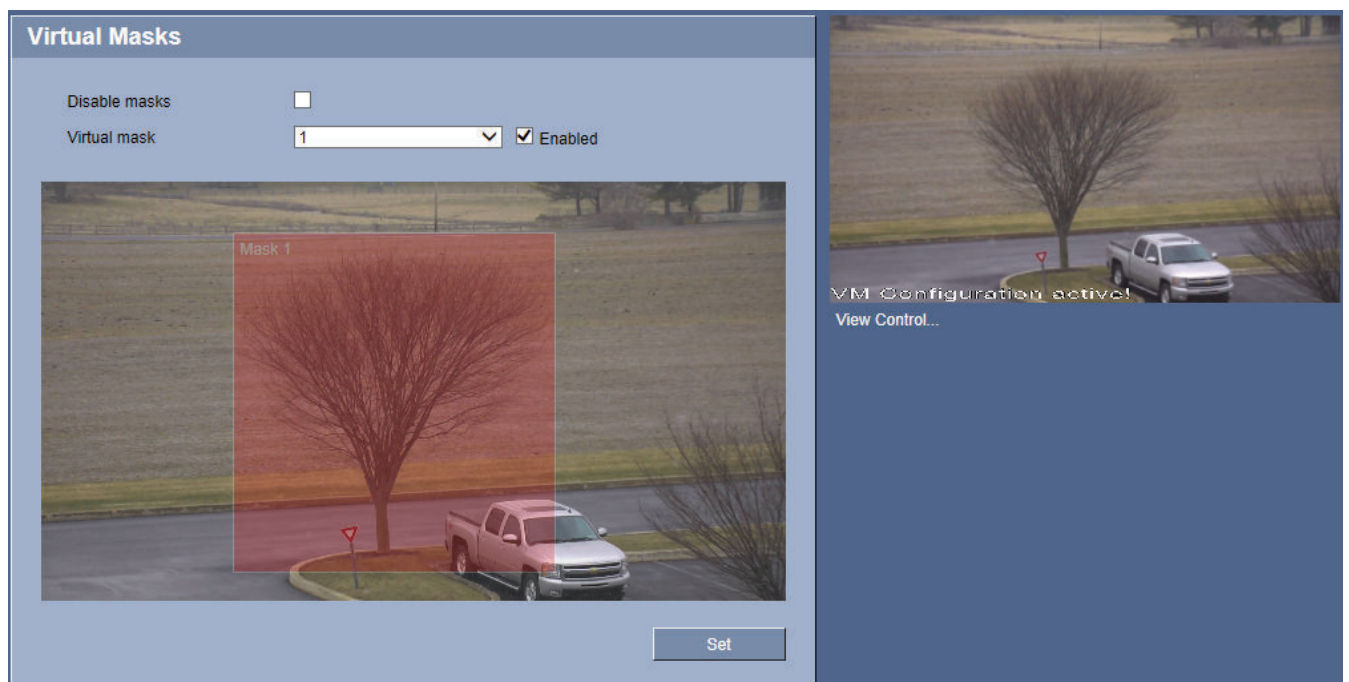 Virtual Masks
Disable masks
Virtual mask 1 Enabled
Mask 1
Set
VM Configuration active!
View Control...